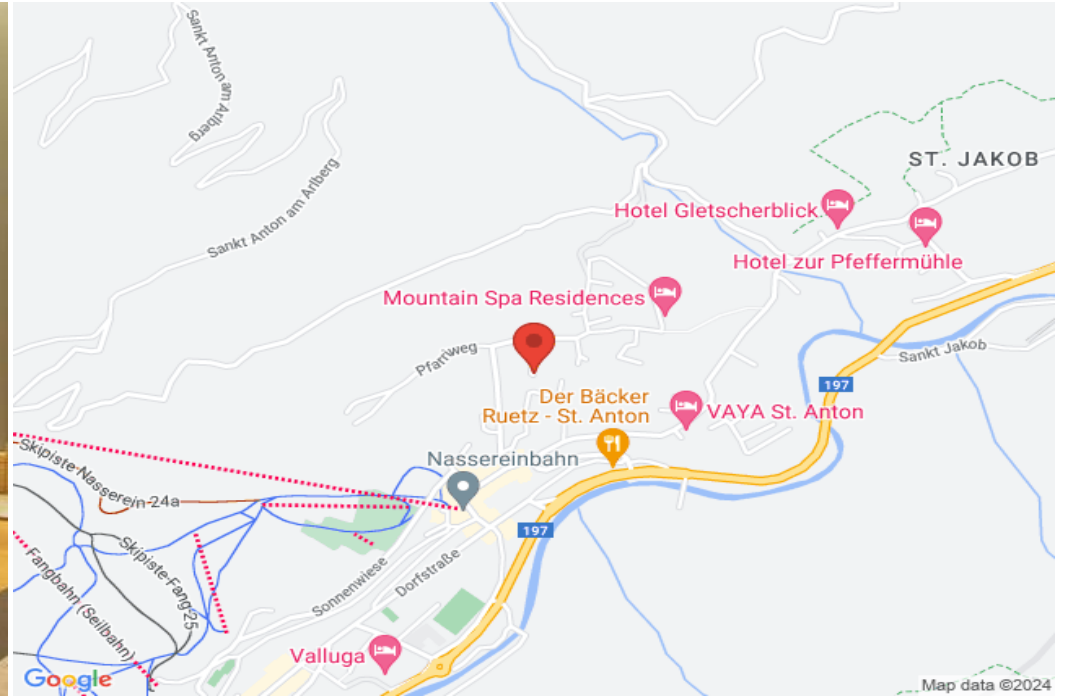 Sankt Anton am Arlberg
Sankt Anton am Arlberg
ST. JAKOB
Hotel Gletscherblick
Hotel zur Pfeffermühle
Mountain Spa Residences
Pfarrweg
Sankt Jakob
197
Der Bäcker
Ruetz - St. Anton
VAYA St. Anton
Nassereinbahn
Skipiste Nasserein 24a
197
Skipiste Fang 25
Fangbahn (Seilbahn)
Sonnenwiese
Dorfstraße
Valluga
Google
Map data ©2024